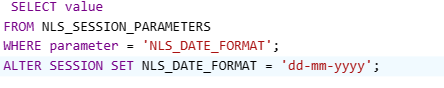 SELECT value
FROM NLS_SESSION_PARAMETERS
WHERE parameter = 'NLS_DATE_FORMAT';
ALTER SESSION SET NLS_DATE_FORMAT = 'dd-mm-yyyy';